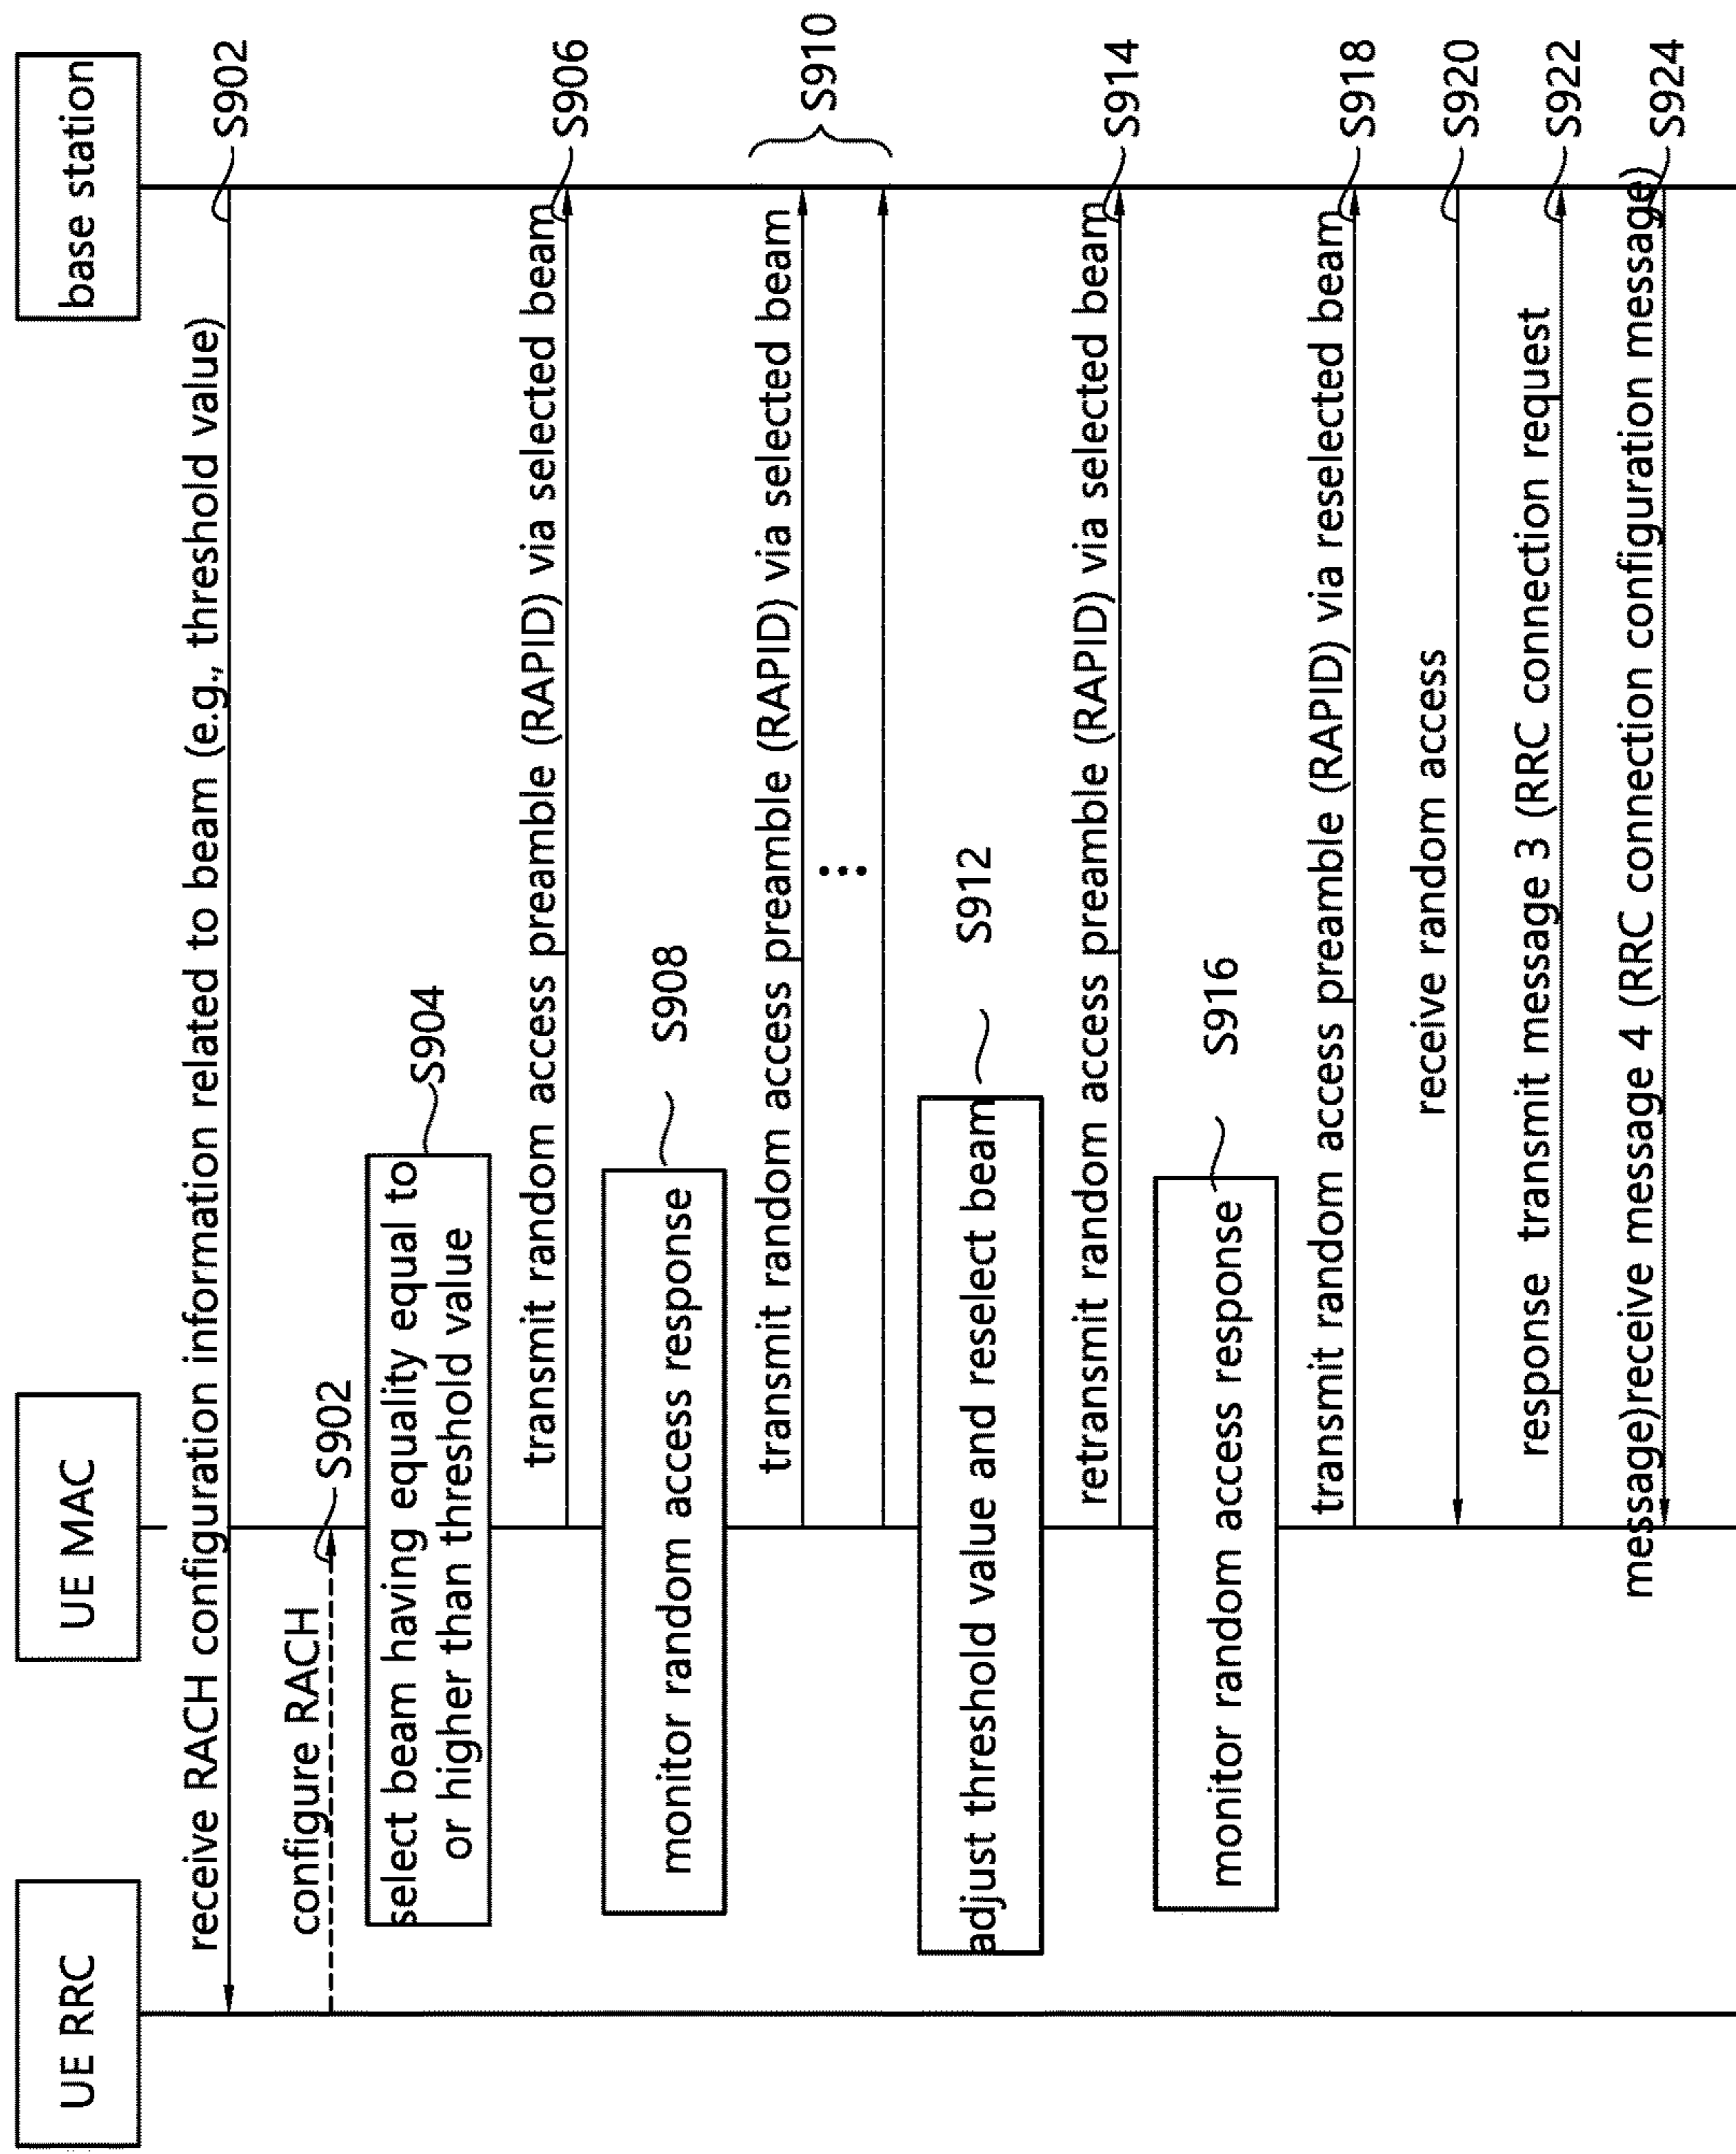 UE RRC
UE MAC
base station
receive RACH configuration information related to beam (e.g., threshold value)
S902
configure RACH
S902
select beam having equality equal to
or higher than threshold value
S904
transmit random access preamble (RAPID) via selected beam
S906
monitor random access response
S908
transmit random access preamble (RAPID) via selected beam
S910
adjust threshold value and reselect beam
S912
retransmit random access preamble (RAPID) via selected beam
S914
monitor random access response
S916
transmit random access preamble (RAPID) via reselected beam
S918
receive random access
S920
response transmit message 3 (RRC connection request
S922
message)receive message 4 (RRC connection configuration message)
S924